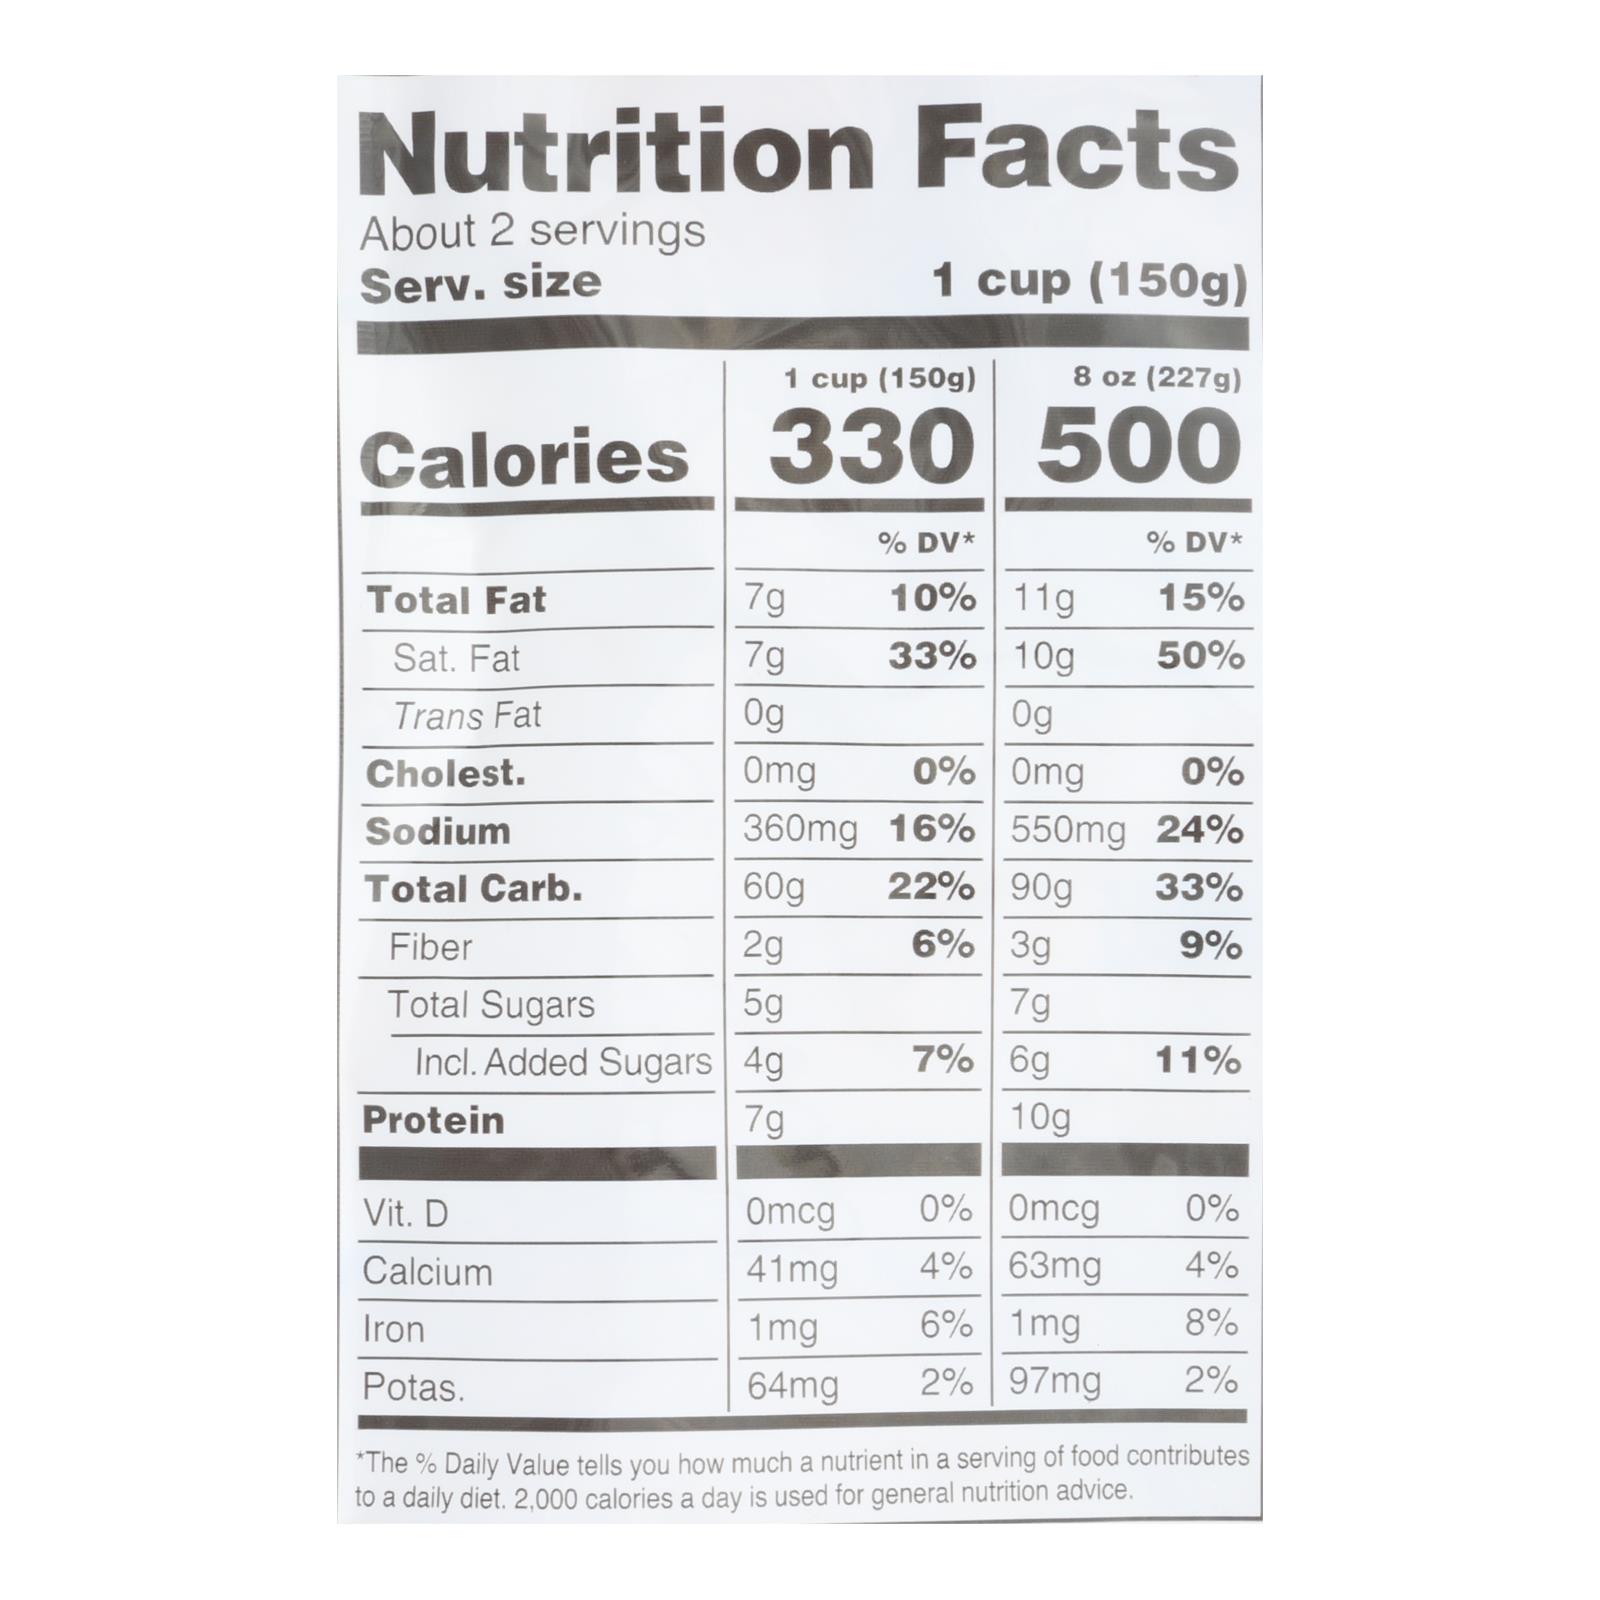 Nutrition Facts
About 2 servings
Serv. size 1 cup (150g)
1 cup (150g) 8 oz (227g)
Calories 330 500
% DV* % DV*
Total Fat 7g 10% 11g 15%
Sat. Fat 7g 33% 10g 50%
Trans Fat 0g 0g
Cholest. 0mg 0% 0mg 0%
Sodium 360mg 16% 550mg 24%
Total Carb. 60g 22% 90g 33%
Fiber 2g 6% 3g 9%
Total Sugars 5g 7g
Incl. Added Sugars 4g 7% 6g 11%
Protein 7g 10g
Vit. D 0mcg 0% 0mcg 0%
Calcium 41mg 4% 63mg 4%
Iron 1mg 6% 1mg 8%
Potas. 64mg 2% 97mg 2%
*The % Daily Value tells you how much a nutrient in a serving of food contributes
to a daily diet. 2,000 calories a day is used for general nutrition advice.